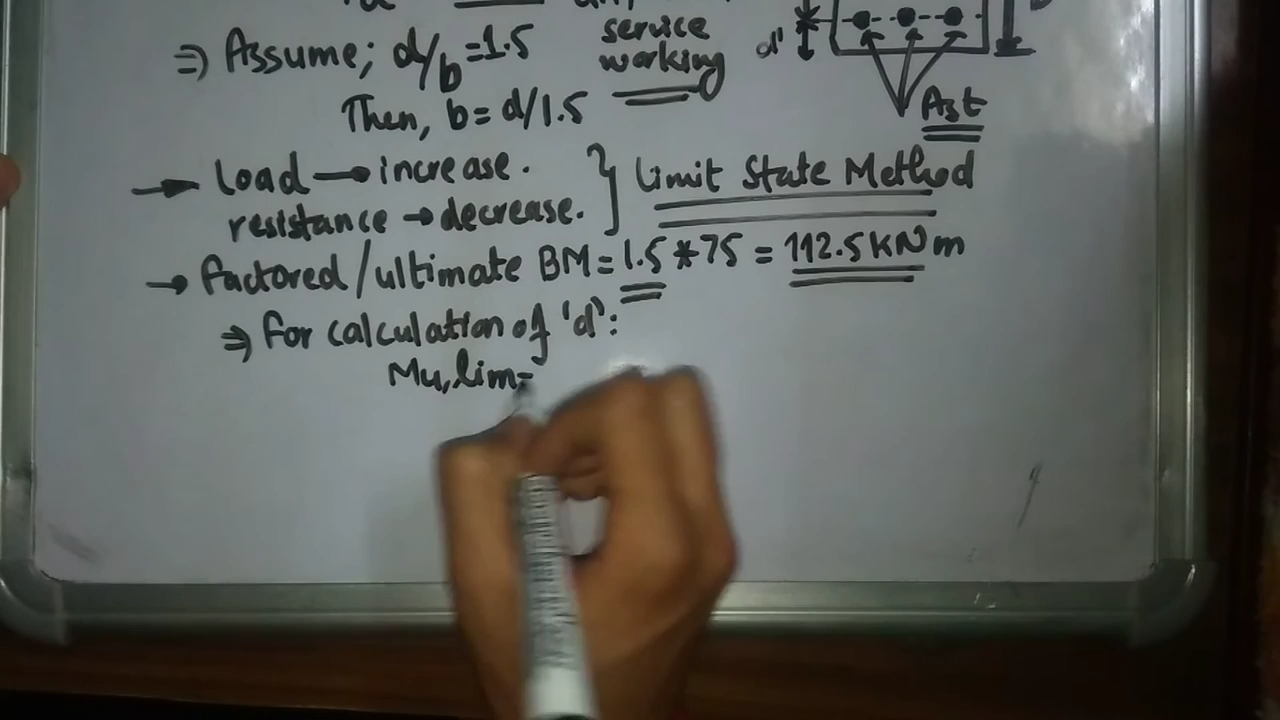 ⇒ Assume; d/b=1.5
service
working
d'
Then, b= d/1.5
Ast
→ Load → increase.
resistance → decrease.
} Limit State Method
→ factored/ultimate BM = 1.5*75 = 112.5 kNm
⇒ for calculation of 'd':
Mu,lim=